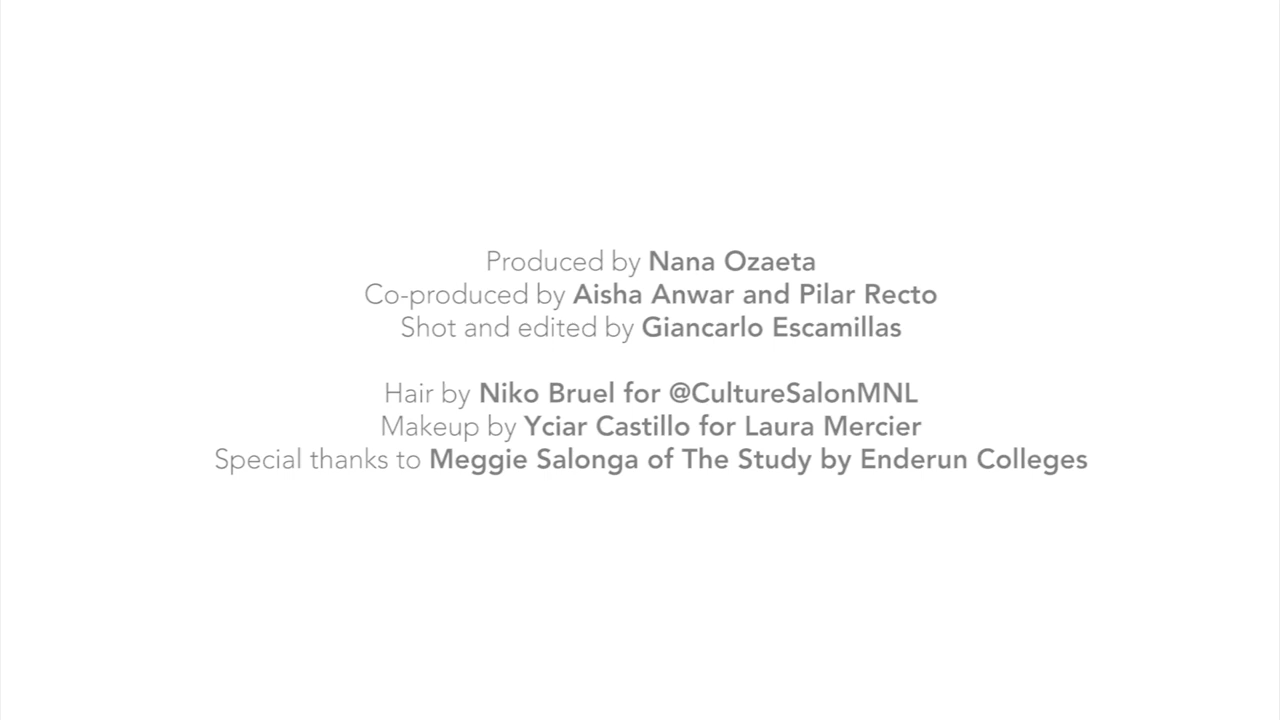 Produced by Nana Ozaeta
Co-produced by Aisha Anwar and Pilar Recto
Shot and edited by Giancarlo Escamillas
Hair by Niko Bruel for @CultureSalonMNL
Makeup by Yciar Castillo for Laura Mercier
Special thanks to Meggie Salonga of The Study by Enderun Colleges